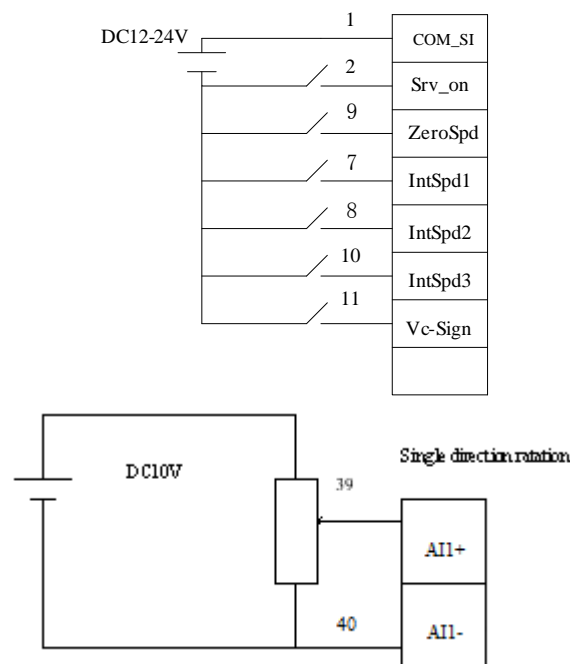 1
DC12-24V
COM_SI
2
Srv_on
9
ZeroSpd
7
IntSpd1
8
IntSpd2
10
IntSpd3
11
Vc-Sign
Single direction ratation
DC10V
39
AI1+
40
AI1-